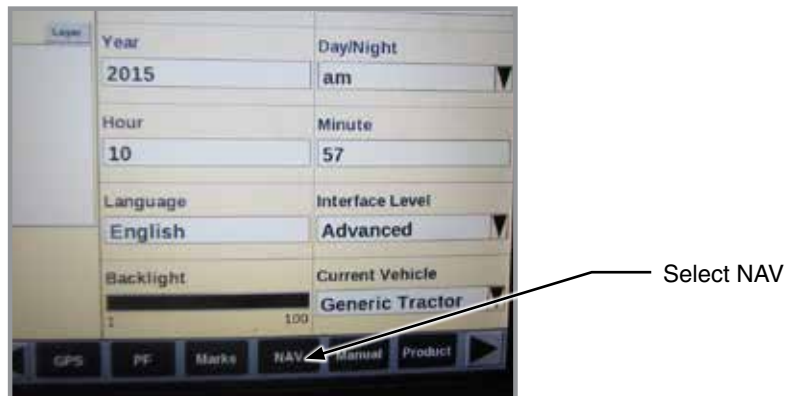 Layer
Year
Day/Night
2015
am
Hour
Minute
10
57
Language
Interface Level
English
Advanced
Backlight
Current Vehicle
Generic Tractor
1
100
Select NAV
GPS
PF
Marks
NAV
Manual
Product